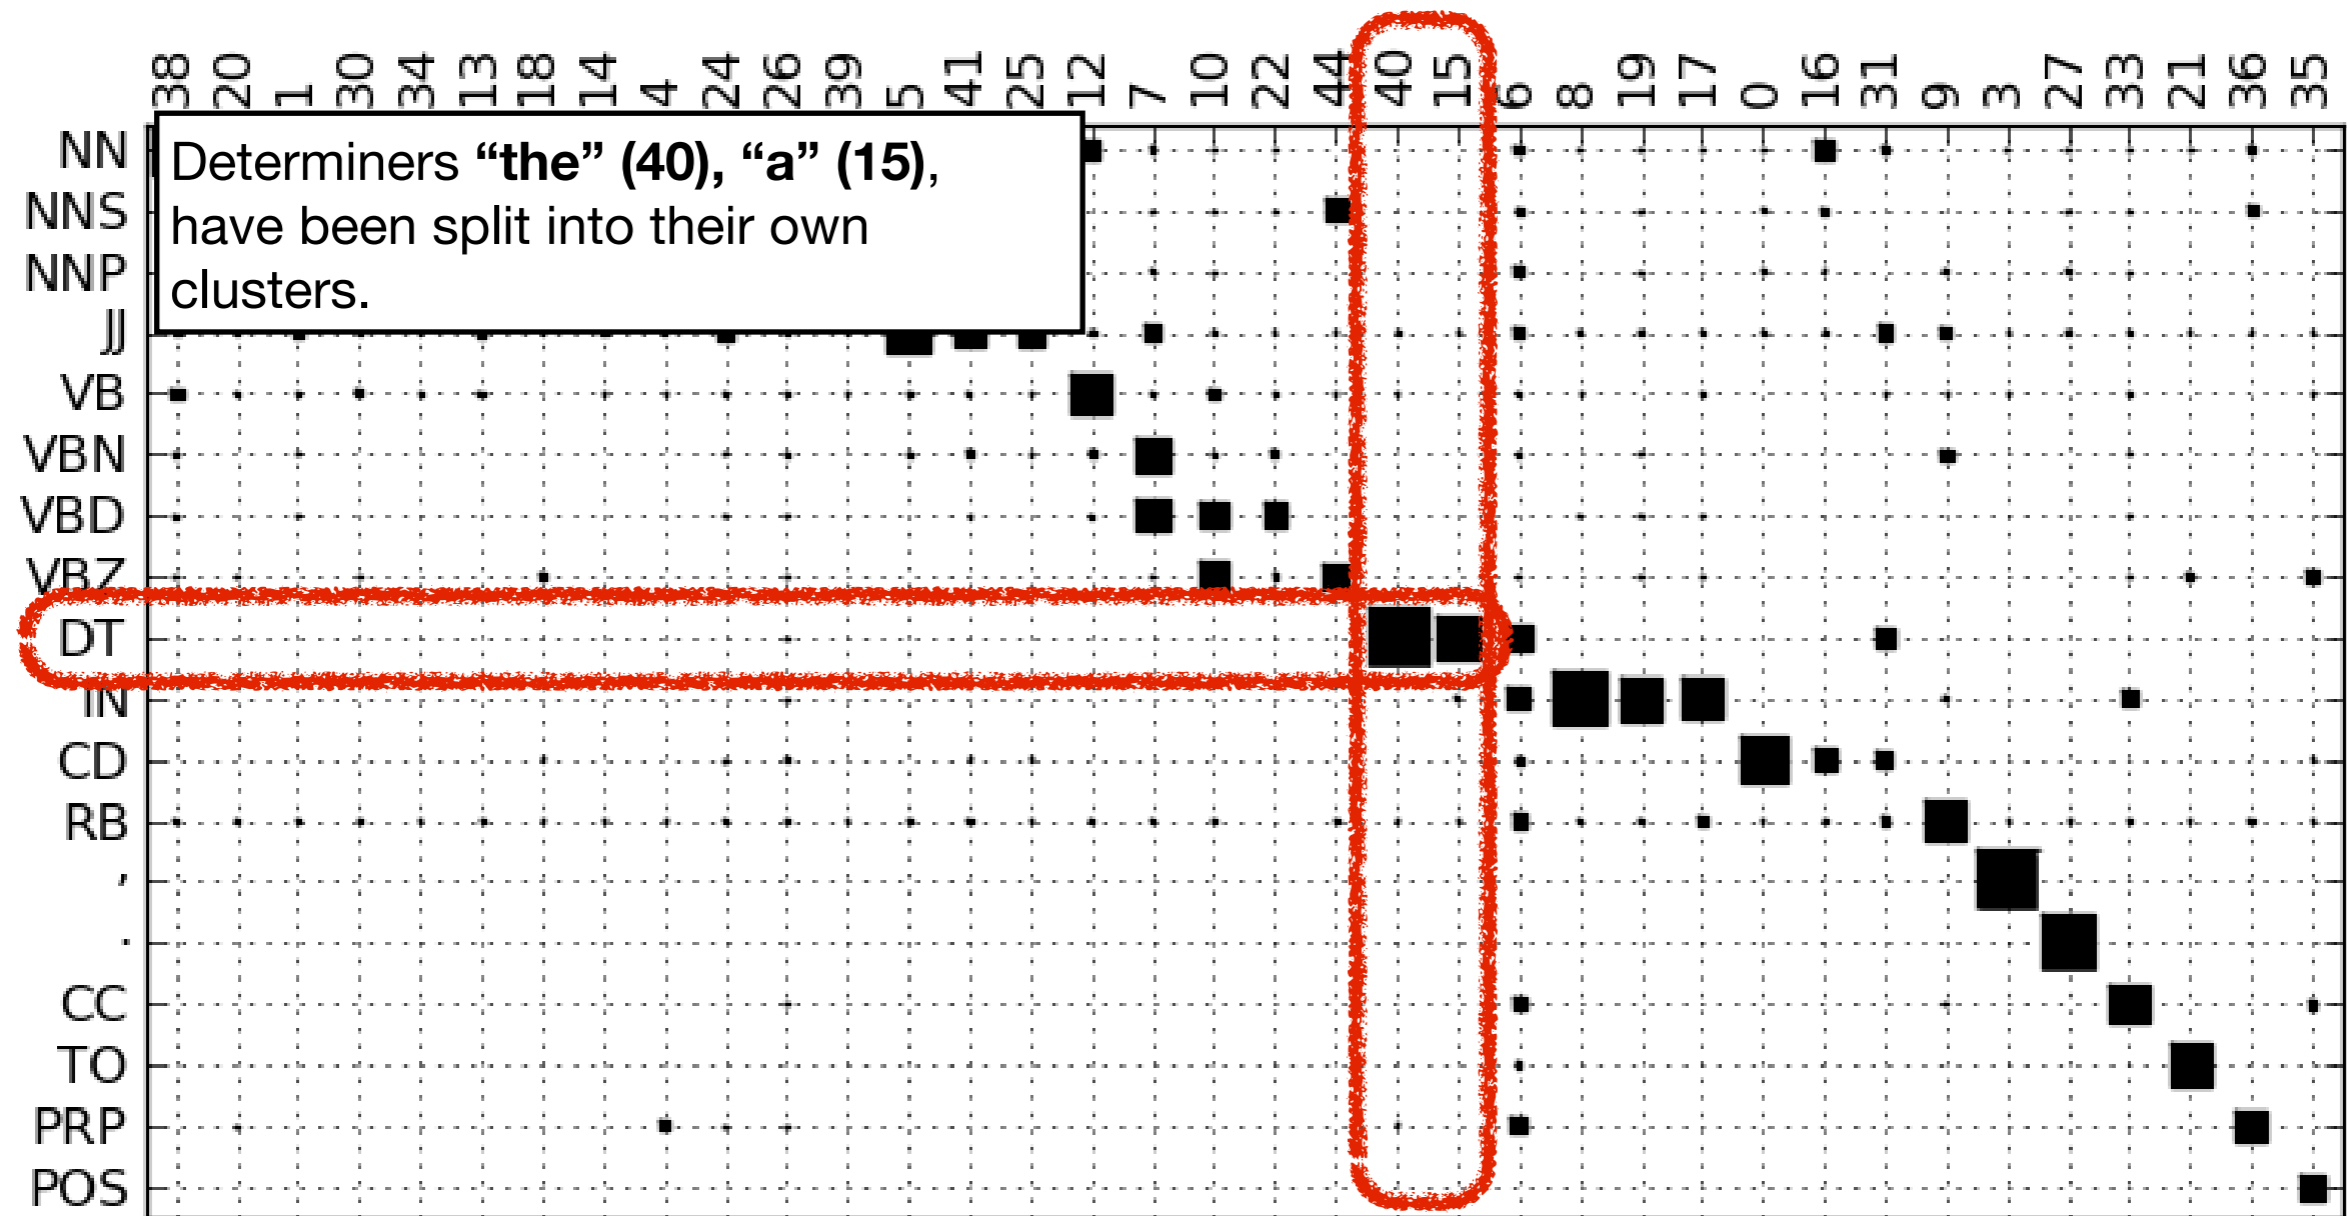 38 20 1 30 34 13 18 14 4 24 26 39 5 41 25 12 7 10 22 44 40 15 6 8 19 17 0 16 31 9 3 27 33 21 36 35
Determiners “the” (40), “a” (15),
have been split into their own
clusters.
NN
NNS
NNP
JJ
VB
VBN
VBD
VBZ
DT
IN
CD
RB
,
.
CC
TO
PRP
POS